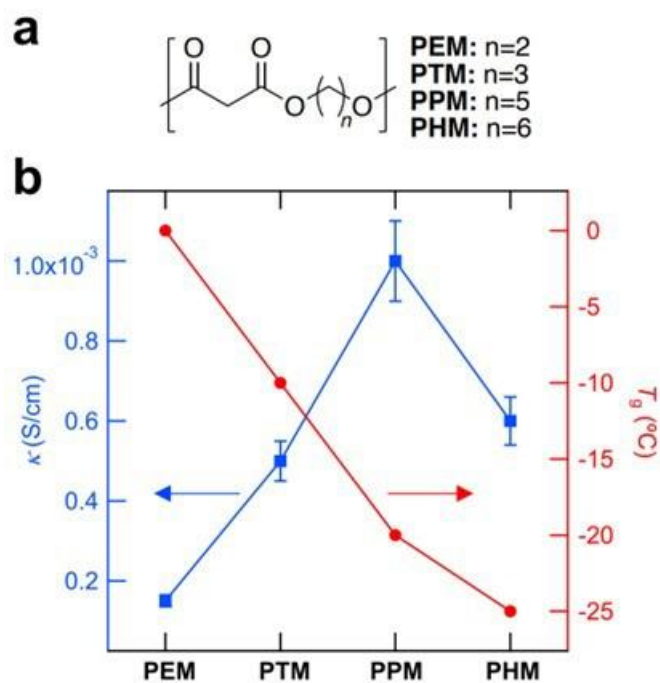 a
O O
O O
n
PEM: n=2
PTM: n=3
PPM: n=5
PHM: n=6
b
1.0x10⁻³
0.8
0.6
0.4
0.2
κ (S/cm)
0
-5
-10
-15
-20
-25
Tg (ºC)
PEM PTM PPM PHM